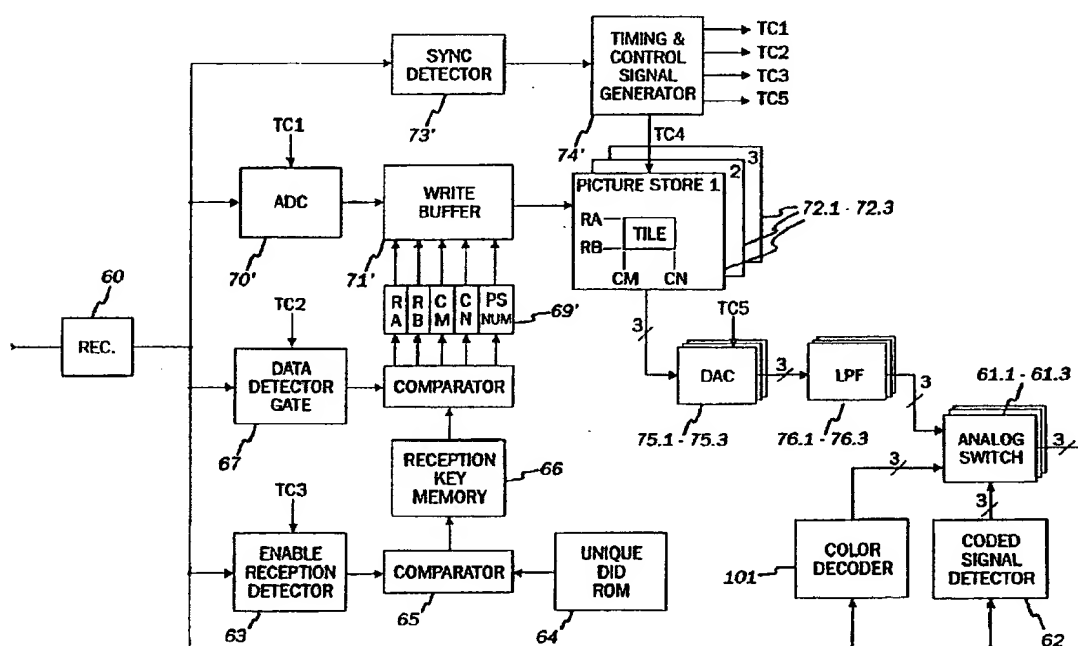 SYNC
DETECTOR
73'
TIMING &
CONTROL
SIGNAL
GENERATOR
74'
TC1
TC2
TC3
TC5
TC4
TC1
ADC
70'
WRITE
BUFFER
71'
PICTURE STORE 1
2
3
RA
RB
TILE
CM
CN
72.1 - 72.3
60
REC.
TC2
DATA
DETECTOR
GATE
67
RA
RB
CM
CN
PS
NUM
69'
COMPARATOR
3
TC5
DAC
75.1 - 75.3
3
LPF
76.1 - 76.3
3
61.1 - 61.3
ANALOG
SWITCH
3
RECEPTION
KEY
MEMORY
66
TC3
ENABLE
RECEPTION
DETECTOR
63
COMPARATOR
65
UNIQUE
DID
ROM
64
3
COLOR
DECODER
101
3
CODED
SIGNAL
DETECTOR
62